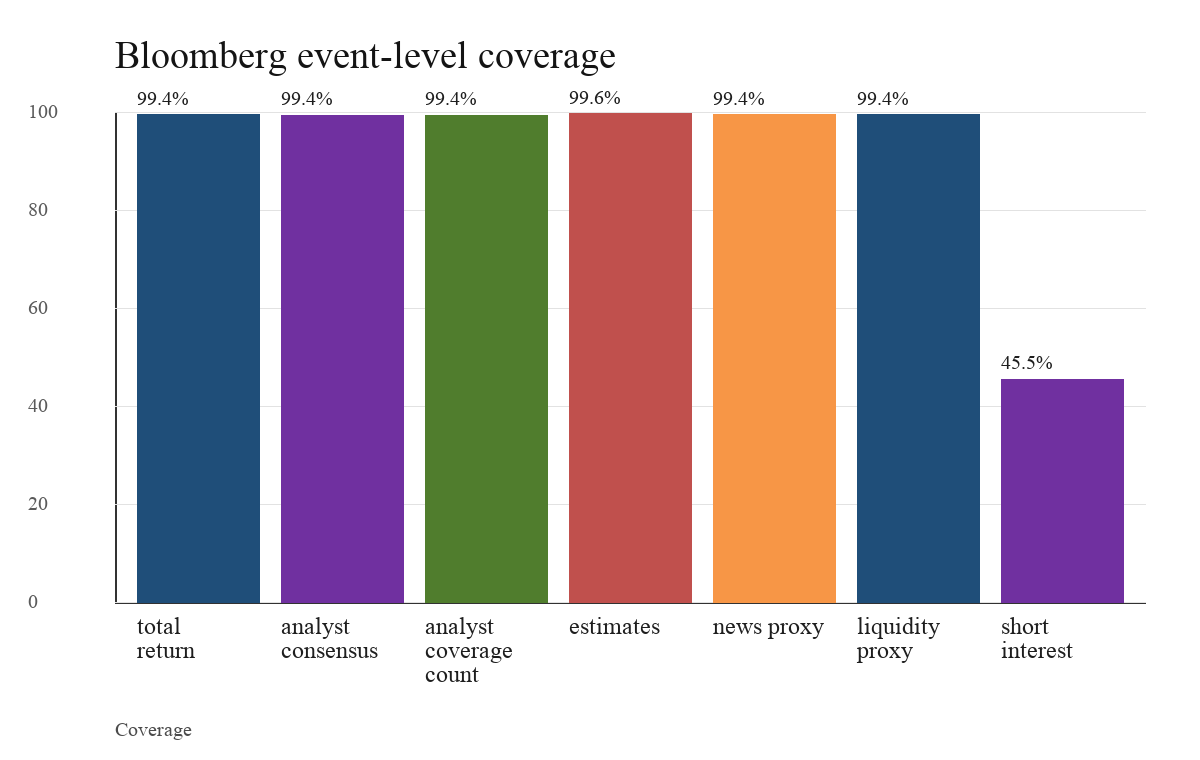 Bloomberg event-level coverage
99.4%
99.4%
99.4%
99.6%
99.4%
99.4%
45.5%
100
80
60
40
20
0
total
return
analyst
consensus
analyst
coverage
count
estimates
news proxy
liquidity
proxy
short
interest
Coverage